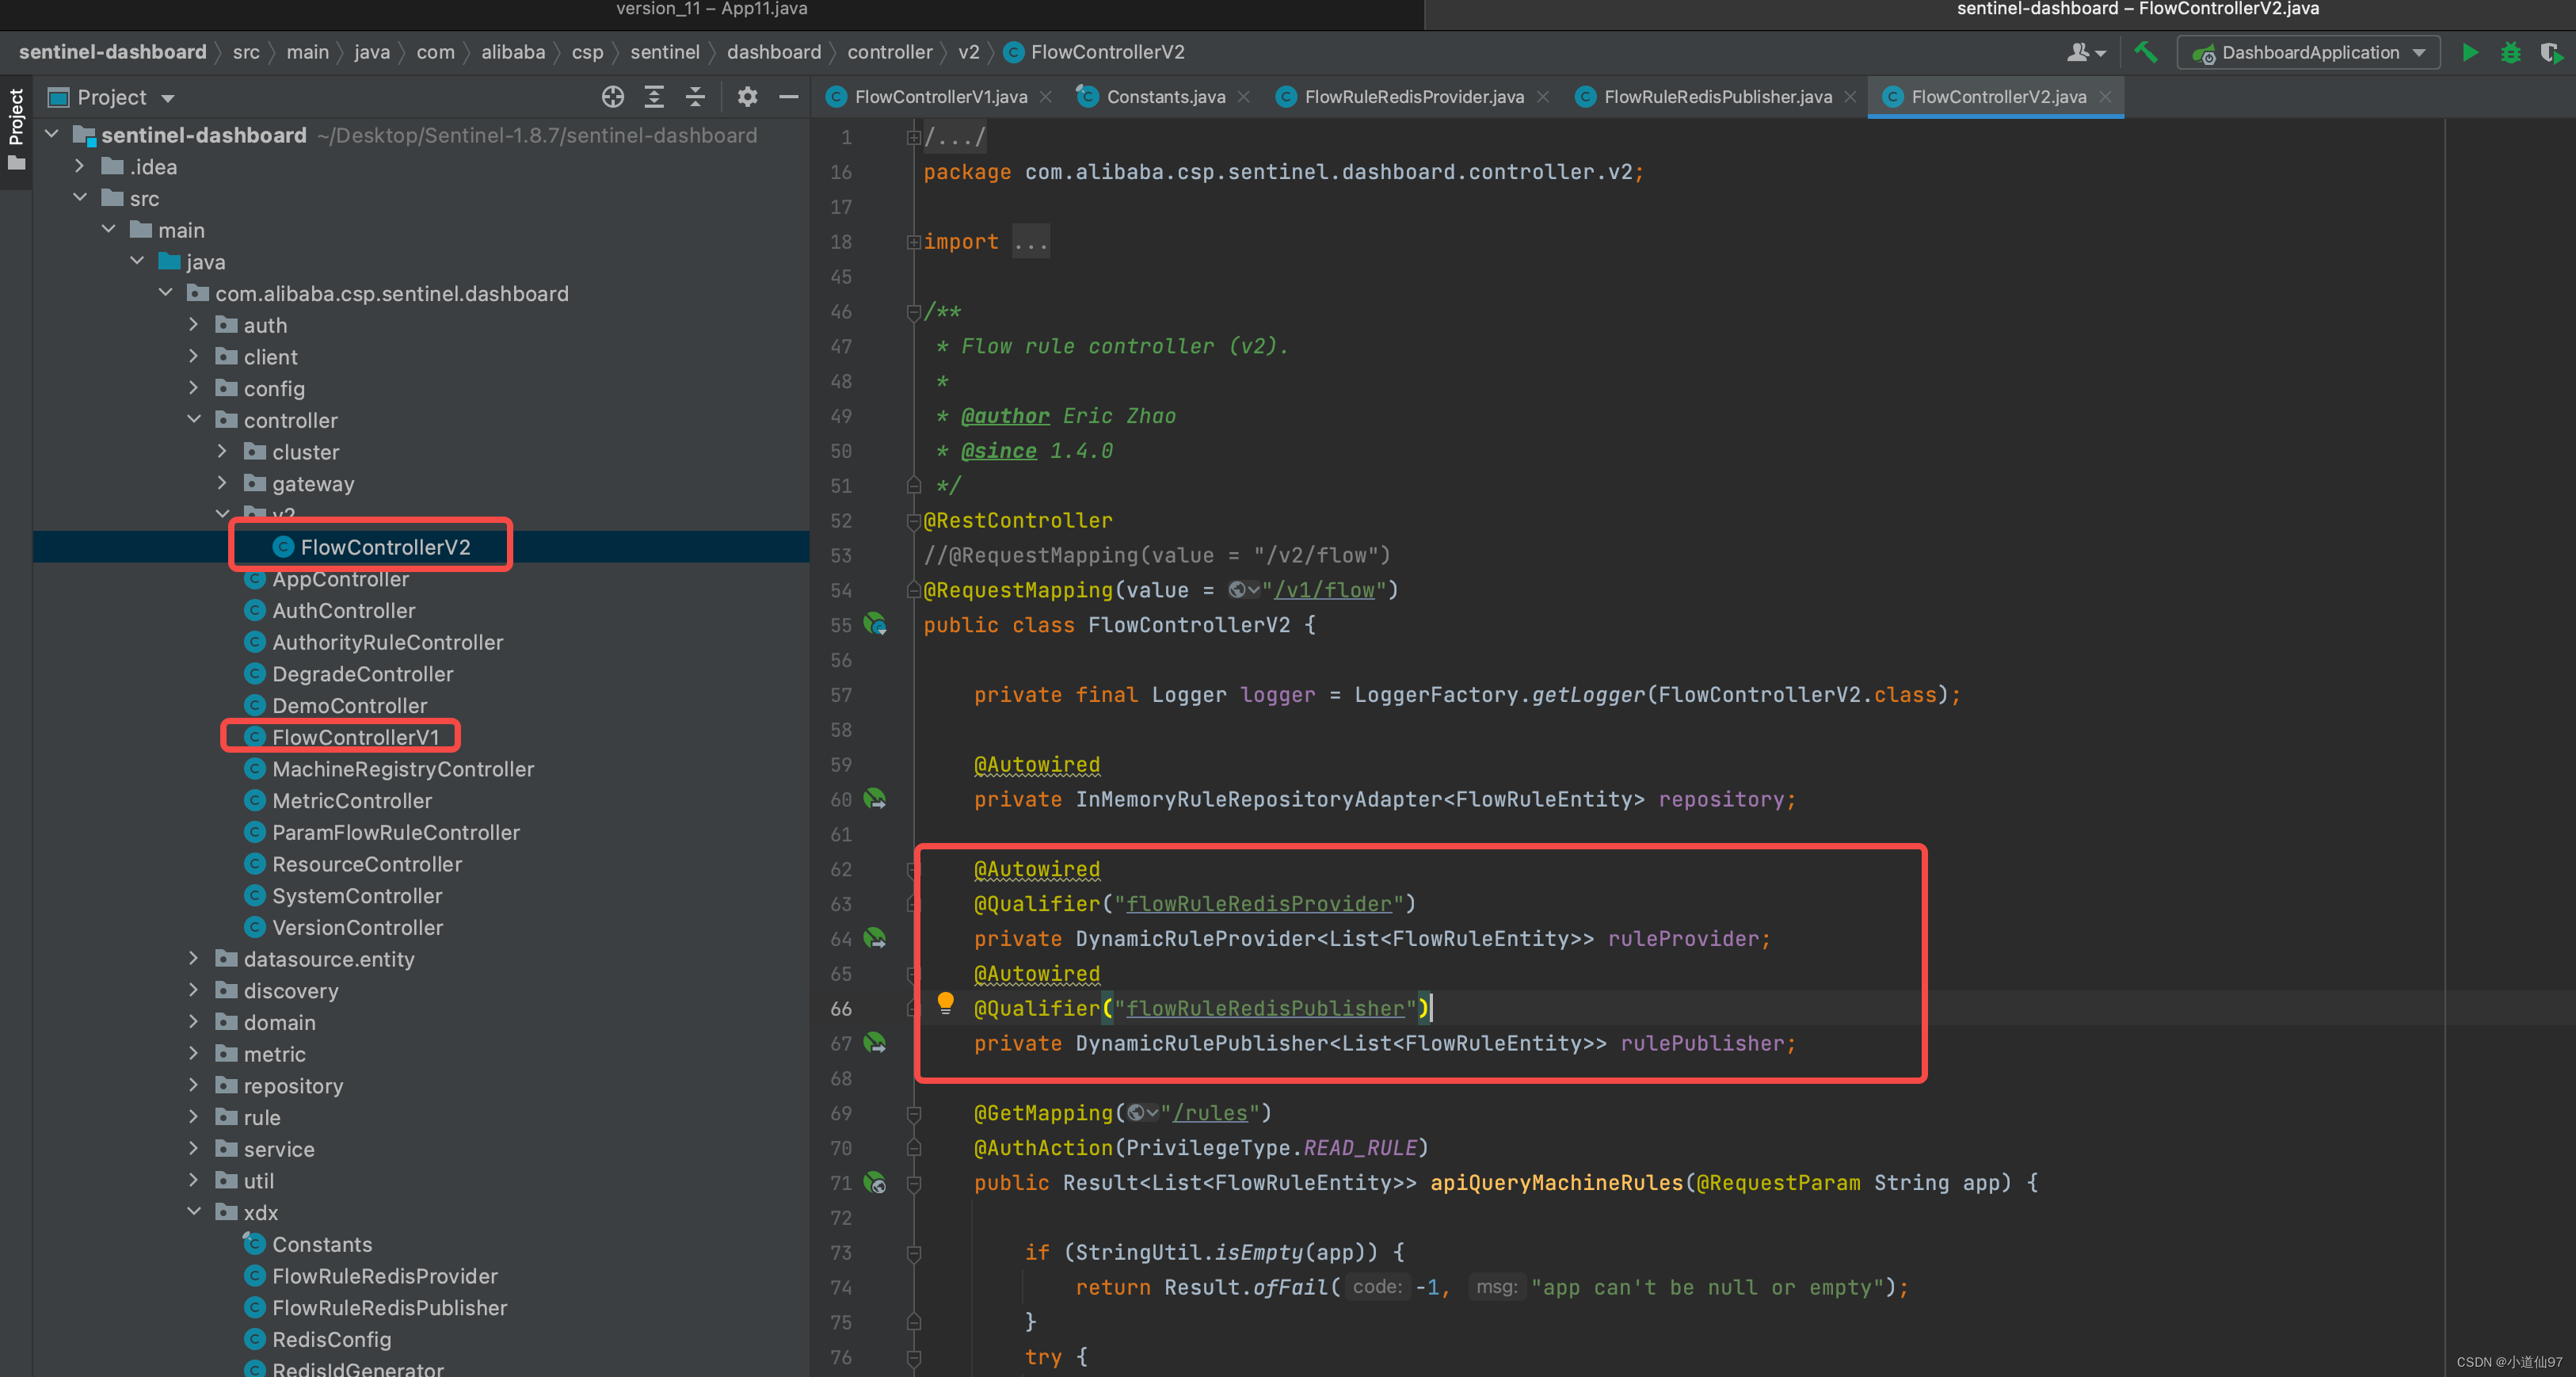 version_11 – App11.java
sentinel-dashboard – FlowControllerV2.java
sentinel-dashboard src main java com alibaba csp sentinel dashboard controller v2 FlowControllerV2
DashboardApplication
Project
Project
FlowControllerV1.java
Constants.java
FlowRuleRedisProvider.java
FlowRuleRedisPublisher.java
FlowControllerV2.java
sentinel-dashboard ~/Desktop/Sentinel-1.8.7/sentinel-dashboard
.idea
src
main
java
com.alibaba.csp.sentinel.dashboard
auth
client
config
controller
cluster
gateway
v2
FlowControllerV2
AppController
AuthController
AuthorityRuleController
DegradeController
DemoController
FlowControllerV1
MachineRegistryController
MetricController
ParamFlowRuleController
ResourceController
SystemController
VersionController
datasource.entity
discovery
domain
metric
repository
rule
service
util
xdx
Constants
FlowRuleRedisProvider
FlowRuleRedisPublisher
RedisConfig
RedisIdGenerator
1 /.../
16 package com.alibaba.csp.sentinel.dashboard.controller.v2;
17
18 import ...
45
46 /**
47 * Flow rule controller (v2).
48 *
49 * @author Eric Zhao
50 * @since 1.4.0
51 */
52 @RestController
53 //@RequestMapping(value = "/v2/flow")
54 @RequestMapping(value = "/v1/flow")
55 public class FlowControllerV2 {
56
57 private final Logger logger = LoggerFactory.getLogger(FlowControllerV2.class);
58
59 @Autowired
60 private InMemoryRuleRepositoryAdapter<FlowRuleEntity> repository;
61
62 @Autowired
63 @Qualifier("flowRuleRedisProvider")
64 private DynamicRuleProvider<List<FlowRuleEntity>> ruleProvider;
65 @Autowired
66 @Qualifier("flowRuleRedisPublisher")
67 private DynamicRulePublisher<List<FlowRuleEntity>> rulePublisher;
68
69 @GetMapping("/rules")
70 @AuthAction(PrivilegeType.READ_RULE)
71 public Result<List<FlowRuleEntity>> apiQueryMachineRules(@RequestParam String app) {
72
73 if (StringUtil.isEmpty(app)) {
74 return Result.ofFail( code: -1, msg: "app can't be null or empty");
75 }
76 try {
CSDN @小道仙97